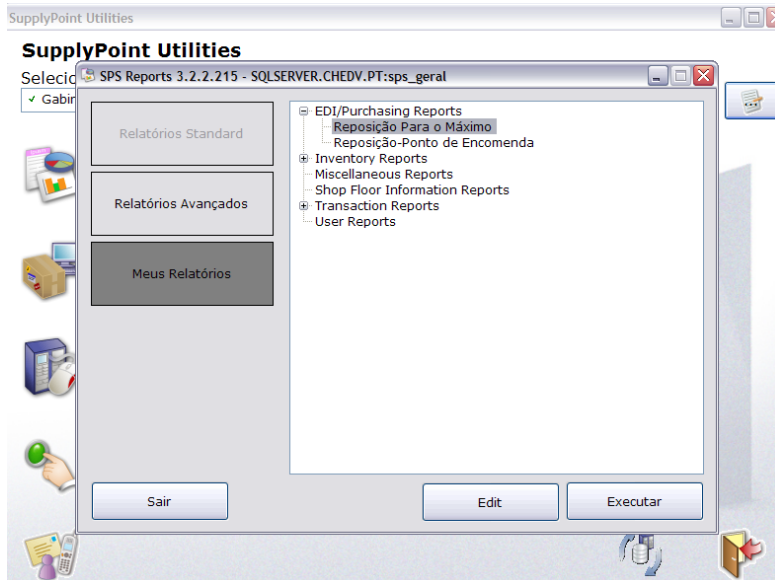 SupplyPoint Utilities
SupplyPoint Utilities
Selecio
Gabin
SPS Reports 3.2.2.215 - SQLSERVER.CHEDV.PT:sps_geral
Relatórios Standard
Relatórios Avançados
Meus Relatórios
EDI/Purchasing Reports
Reposição Para o Máximo
Reposição-Ponto de Encomenda
Inventory Reports
Miscellaneous Reports
Shop Floor Information Reports
Transaction Reports
User Reports
Sair
Edit
Executar